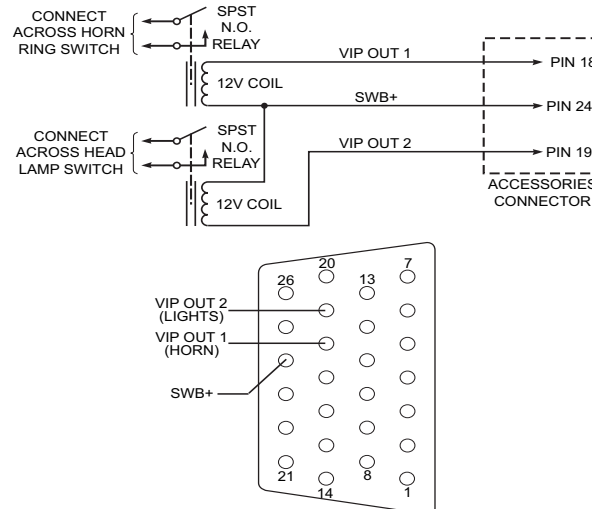 CONNECT
ACROSS HORN
RING SWITCH
SPST
N.O.
RELAY
12V COIL
VIP OUT 1
PIN 18
SWB+
PIN 24
CONNECT
ACROSS HEAD
LAMP SWITCH
SPST
N.O.
RELAY
12V COIL
VIP OUT 2
PIN 19
ACCESSORIES
CONNECTOR
20
7
26
13
VIP OUT 2
(LIGHTS)
VIP OUT 1
(HORN)
SWB+
21
8
14
1